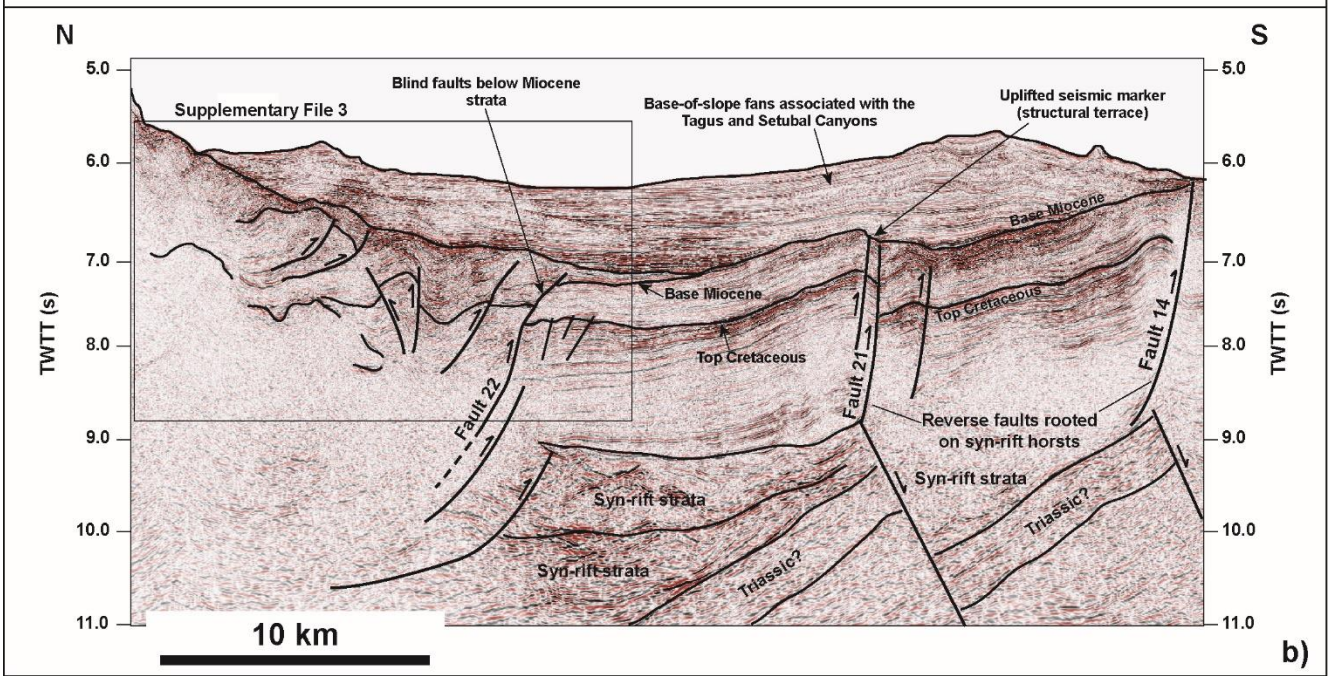 N
S
5.0
5.0
Blind faults below Miocene
strata
Uplifted seismic marker
(structural terrace)
Supplementary File 3
Base-of-slope fans associated with the
Tagus and Setubal Canyons
6.0
6.0
Base Miocene
7.0
7.0
Base Miocene
Top Cretaceous
TWTT (s)
TWTT (s)
8.0
8.0
Top Cretaceous
Fault 22
Fault 21
Fault 14
Reverse faults rooted
on syn-rift horsts
9.0
9.0
Syn-rift strata
Syn-rift strata
Triassic?
10.0
10.0
Syn-rift strata
Triassic?
11.0
11.0
10 km
b)